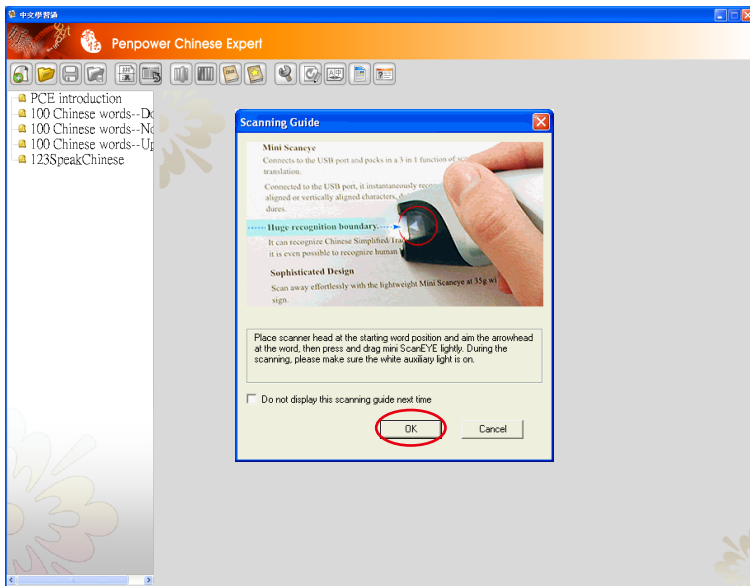 中文學習通
Penpower Chinese Expert
PCE introduction
100 Chinese words--Do
100 Chinese words--No
100 Chinese words--Up
123SpeakChinese
Scanning Guide
Mini Scaneye
Connects to the USB port and packs in a 3 in 1 function of
translation.
Connected to the USB port, it instantaneously
aligned or vertically aligned characters,
dures.
Huge recognition boundary.
It can recognize Chinese Simplified/
it is even possible to recognize human
Sophisticated Design
Scan away effortlessly with the lightweight Mini Scaneye at 35g
sign.
Place scanner head at the starting word position and aim the arrowhead
at the word, then press and drag mini ScanEYE lightly. During the
scanning, please make sure the white auxiliary light is on.
Do not display this scanning guide next time
OK
Cancel